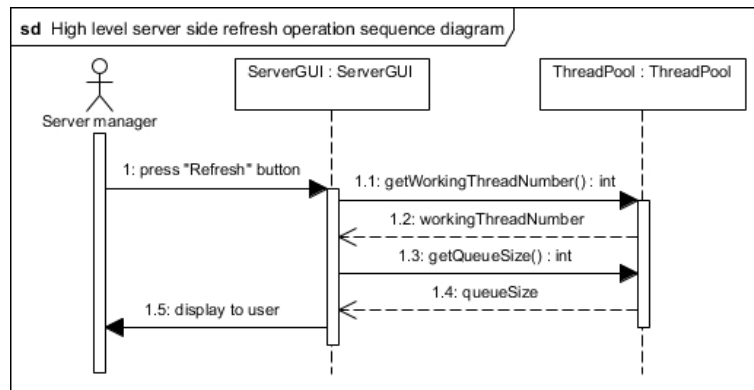 sd High level server side refresh operation sequence diagram
ServerGUI : ServerGUI
ThreadPool : ThreadPool
Server manager
1: press "Refresh" button
1.1: getWorkingThreadNumber() : int
1.2: workingThreadNumber
1.3: getQueueSize() : int
1.4: queueSize
1.5: display to user